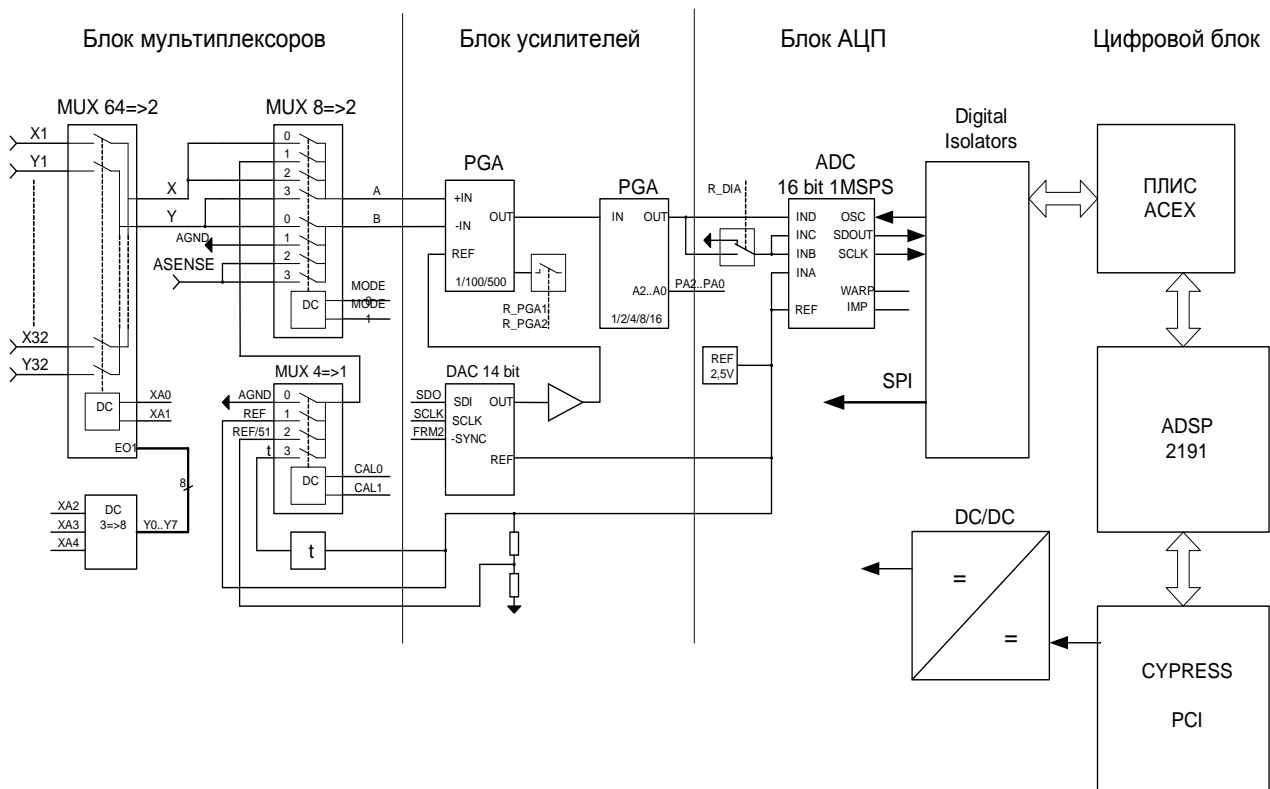 Блок мультиплексоров
Блок усилителей
Блок АЦП
Цифровой блок
MUX 64=>2
X1
Y1
X32
Y32
DC
XA0
XA1
EO1
8
XA2
XA3
XA4
DC
3=>8
Y0..Y7
X
Y
AGND
ASENSE
MUX 8=>2
0
1
2
3
0
1
2
3
DC
MODE
0
MODE
1
A
B
MUX 4=>1
AGND
REF
REF/51
t
0
1
2
3
DC
CAL0
CAL1
t
PGA
+IN
-IN
OUT
REF
1/100/500
R_PGA1
R_PGA2
PGA
IN
OUT
A2..A0
1/2/4/8/16
PA2..PA0
DAC 14 bit
SDO
SCLK
FRM2
SDI
SCLK
-SYNC
OUT
REF
R_DIA
REF
2,5V
ADC
16 bit 1MSPS
IND
INC
INB
INA
REF
OSC
SDOUT
SCLK
WARP
IMP
Digital
Isolators
SPI
DC/DC
=
=
ПЛИС
ACEX
ADSP
2191
CYPRESS
PCI